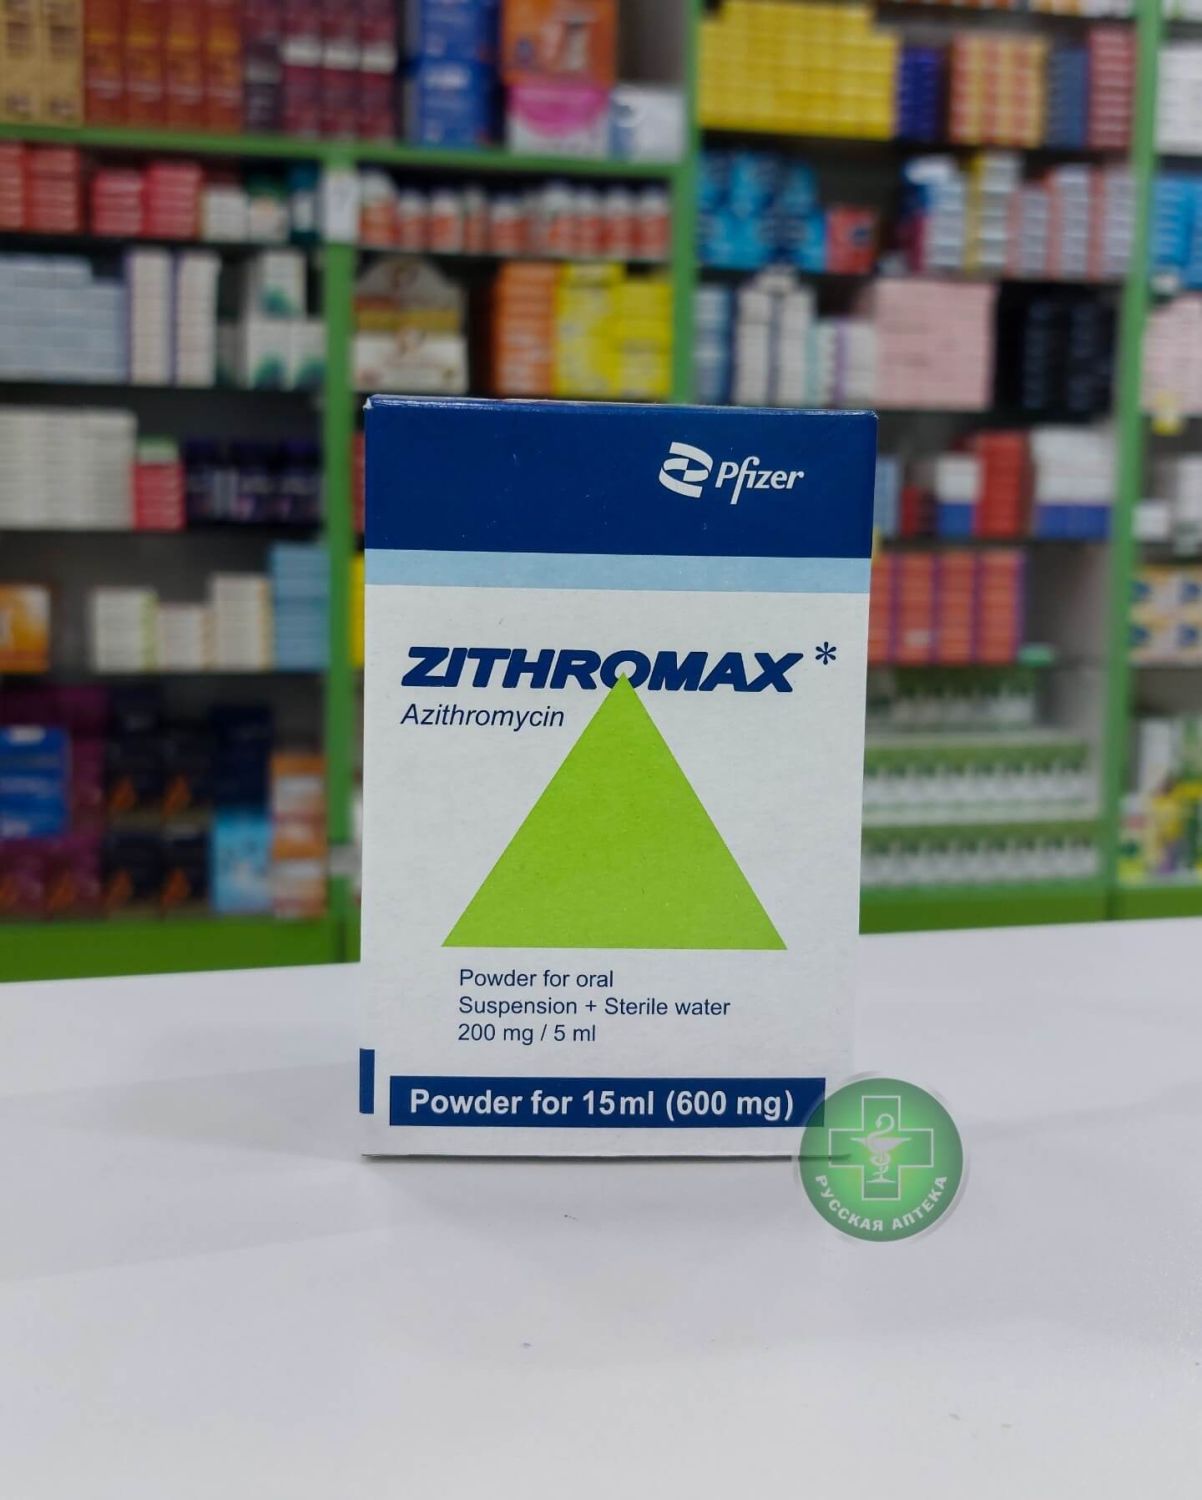 Pfizer
ZITHROMAX*
Azithromycin
Powder for oral
Suspension + Sterile water
200 mg / 5 ml
Powder for 15ml (600 mg)
РУССКАЯ АПТЕКА